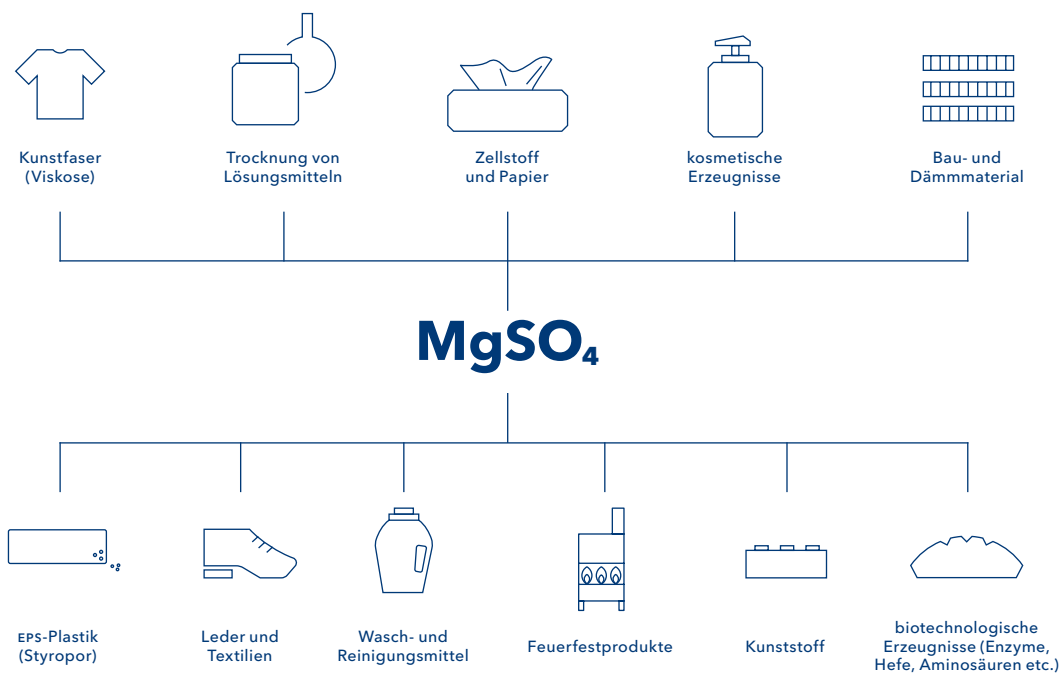 Kunstfaser
(Viskose)
Trocknung von
Lösungsmitteln
Zellstoff
und Papier
kosmetische
Erzeugnisse
Bau- und
Dämmmaterial
MgSO₄
EPS-Plastik
(Styropor)
Leder und
Textilien
Wasch- und
Reinigungsmittel
Feuerfestprodukte
Kunststoff
biotechnologische
Erzeugnisse (Enzyme,
Hefe, Aminosäuren etc.)